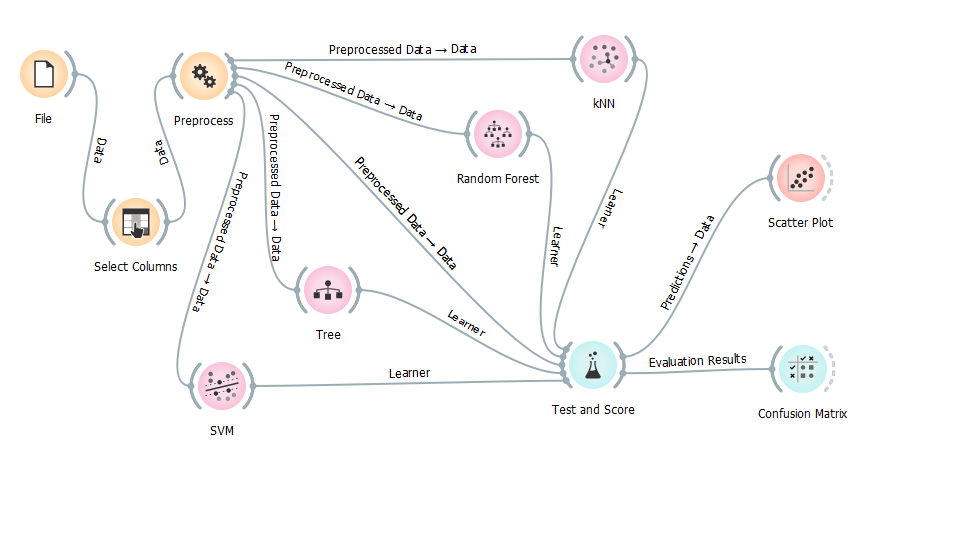 Preprocessed Data → Data
Preprocessed Data → Data
kNN
File
Preprocess
Data
Data
Preprocessed Data → Data
Preprocessed Data → Data
Preprocessed Data → Data
Random Forest
Learner
Learner
Scatter Plot
Select Columns
Predictions → Data
Tree
Learner
Learner
Evaluation Results
SVM
Test and Score
Confusion Matrix